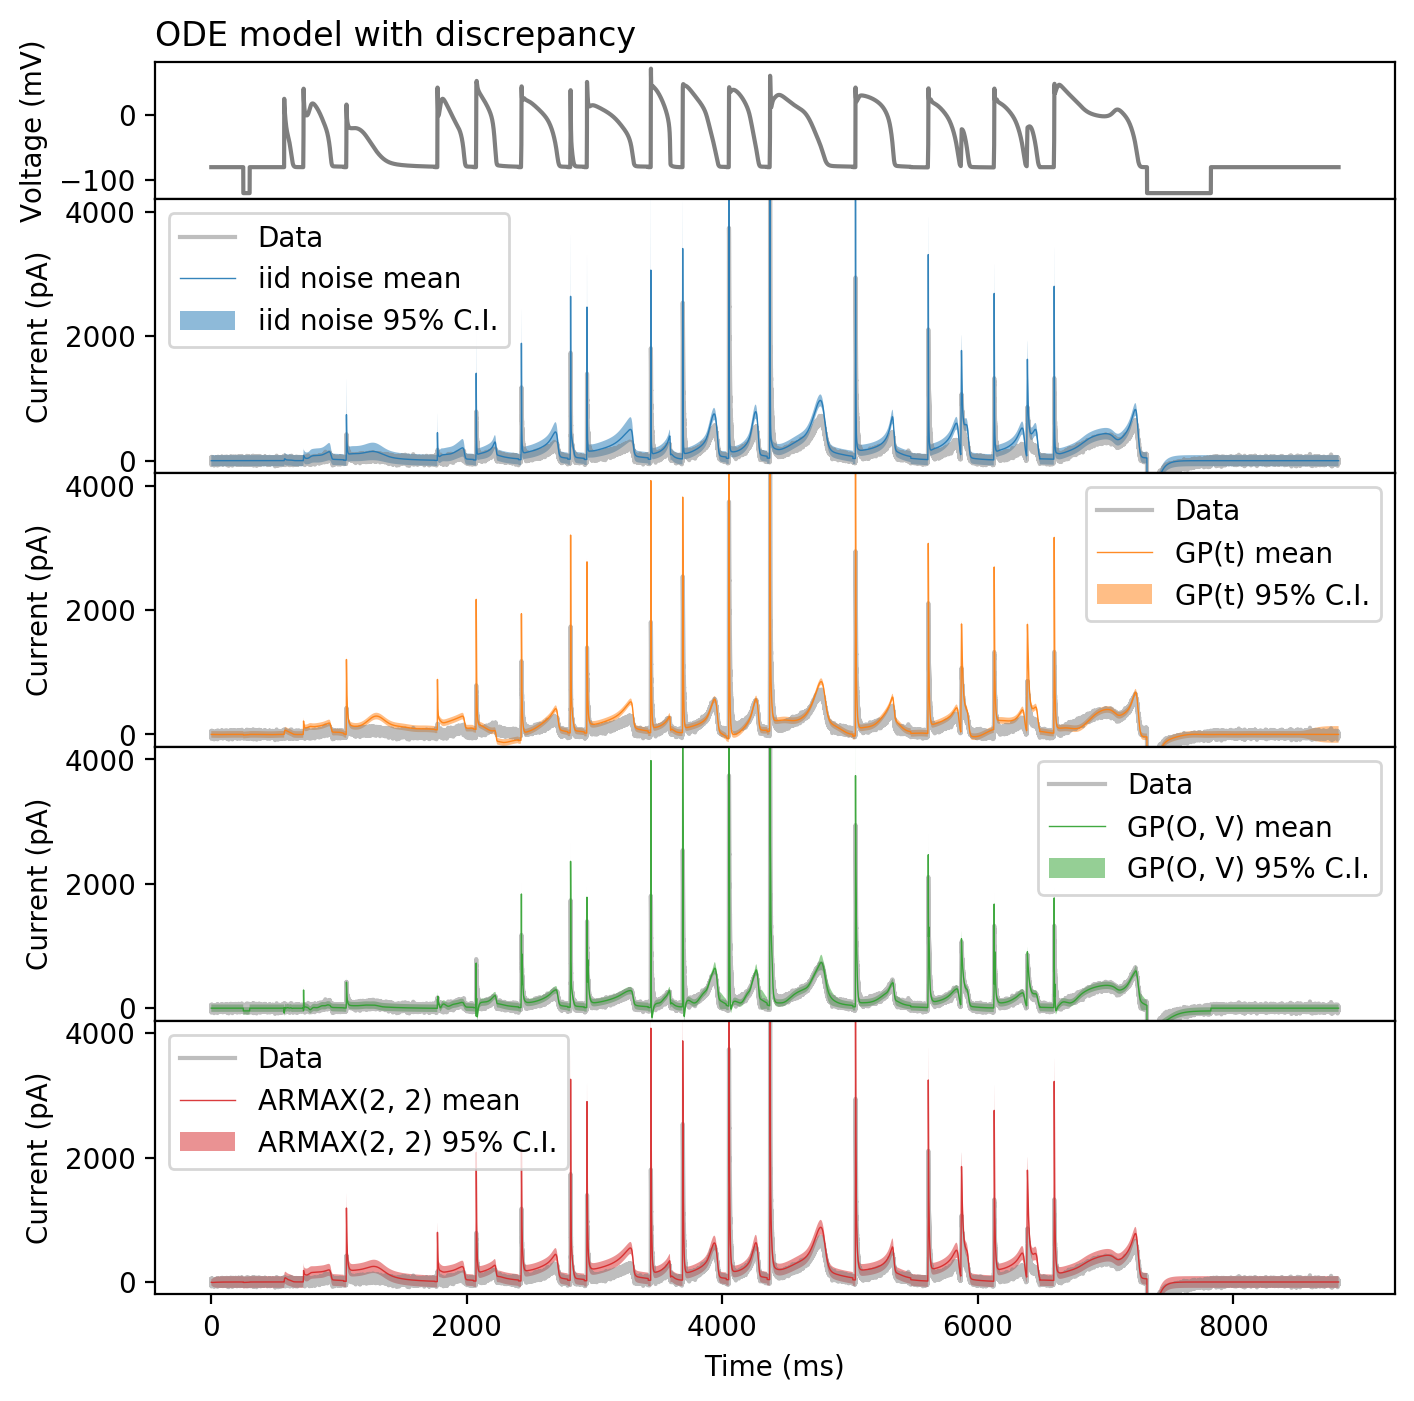 ODE model with discrepancy
Voltage (mV)
0
−100
Current (pA)
4000
2000
0
Data
iid noise mean
iid noise 95% C.I.
Current (pA)
4000
2000
0
Data
GP(t) mean
GP(t) 95% C.I.
Current (pA)
4000
2000
0
Data
GP(O, V) mean
GP(O, V) 95% C.I.
Current (pA)
4000
2000
0
Data
ARMAX(2, 2) mean
ARMAX(2, 2) 95% C.I.
0 2000 4000 6000 8000
Time (ms)